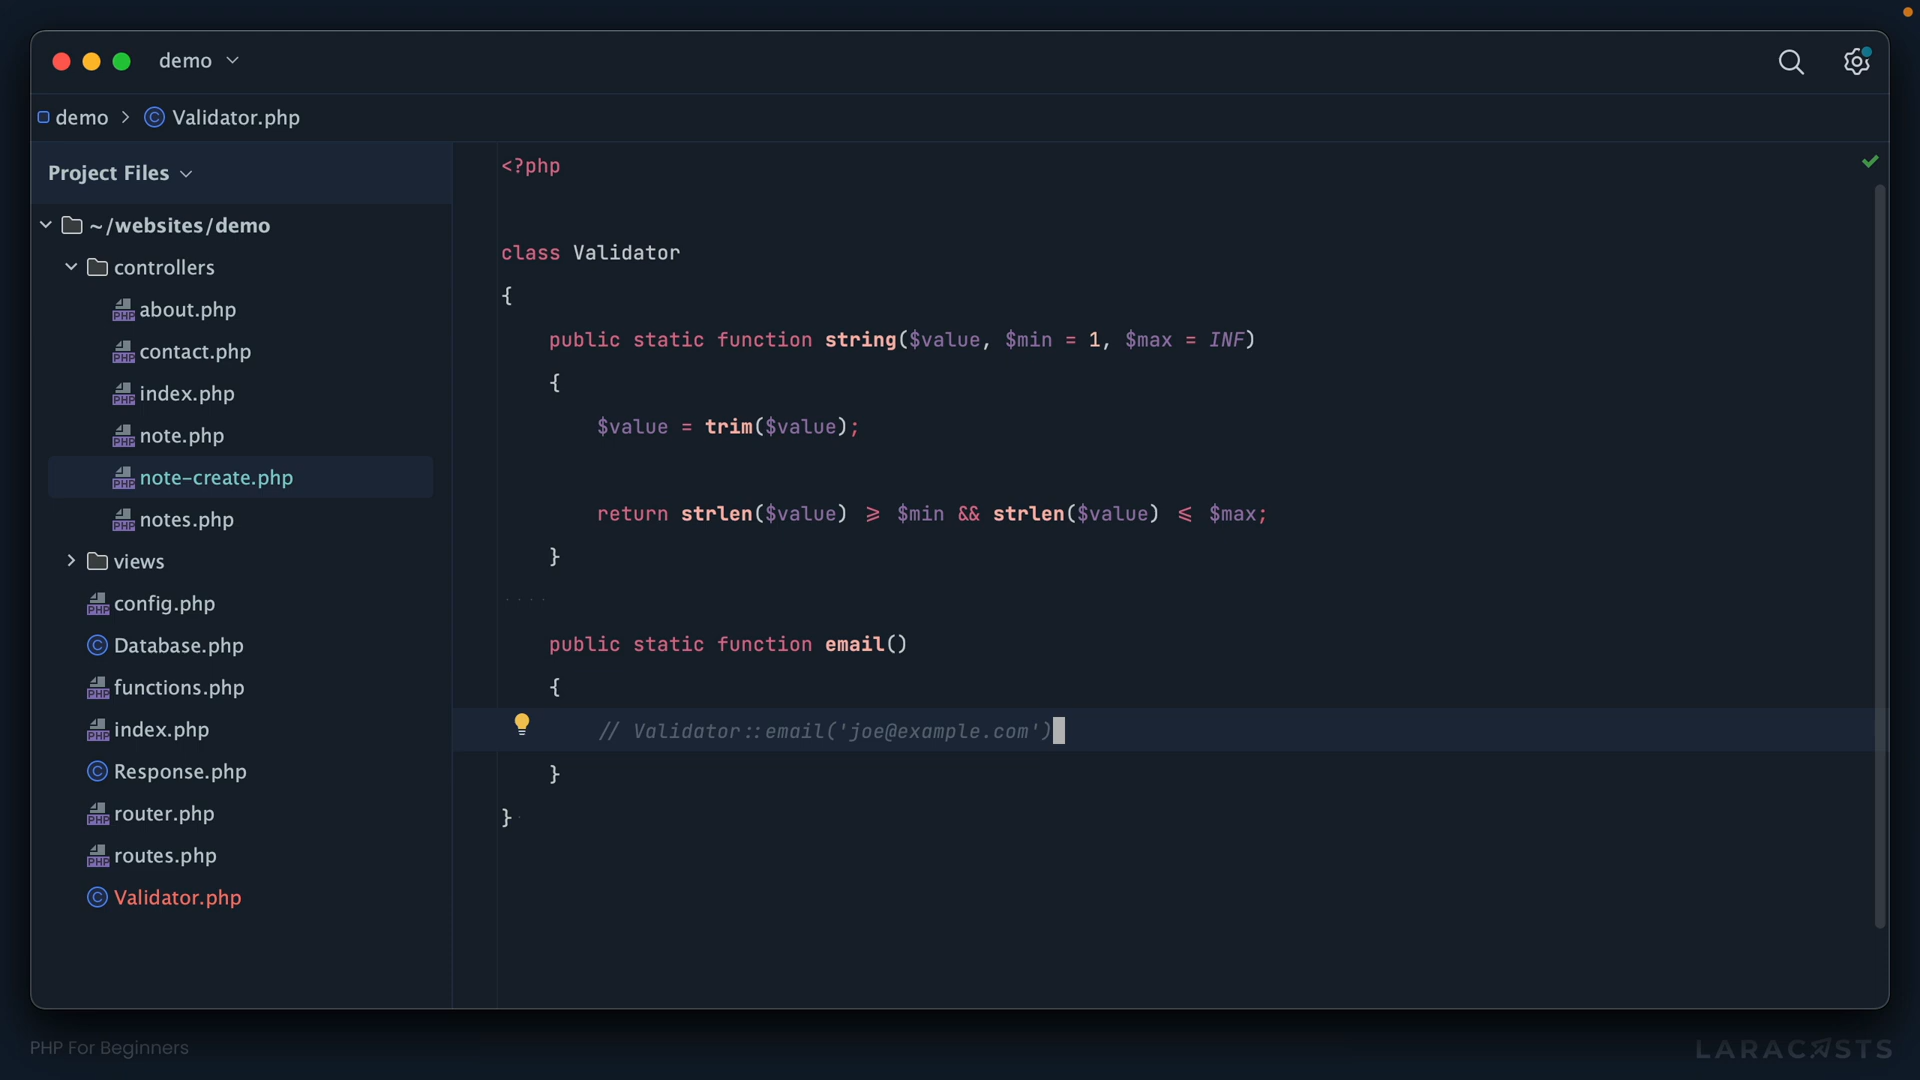 demo
demo > Validator.php
Project Files
~/websites/demo
controllers
about.php
contact.php
index.php
note.php
note-create.php
notes.php
views
config.php
Database.php
functions.php
index.php
Response.php
router.php
routes.php
Validator.php
<?php
class Validator
{
public static function string($value, $min = 1, $max = INF)
{
$value = trim($value);
return strlen($value) ⩾ $min && strlen($value) ⩽ $max;
}
public static function email()
{
// Validator::email('joe@example.com')
}
}
PHP For Beginners
LARACASTS